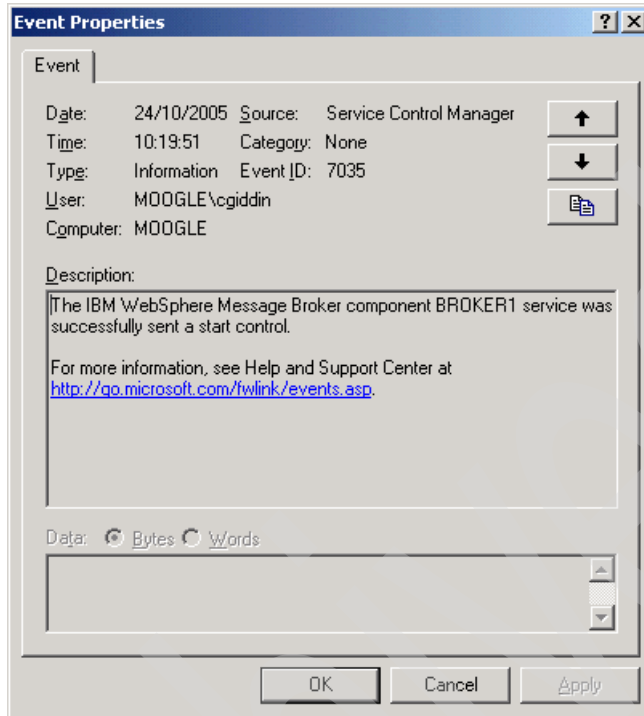 Event Properties
Event
Date: 24/10/2005 Source: Service Control Manager
Time: 10:19:51 Category: None
Type: Information Event ID: 7035
User: MOOGLE\cgiddin
Computer: MOOGLE
Description:
The IBM WebSphere Message Broker component BROKER1 service was
successfully sent a start control.
For more information, see Help and Support Center at
http://go.microsoft.com/fwlink/events.asp.
Data: Bytes Words
OK Cancel Apply